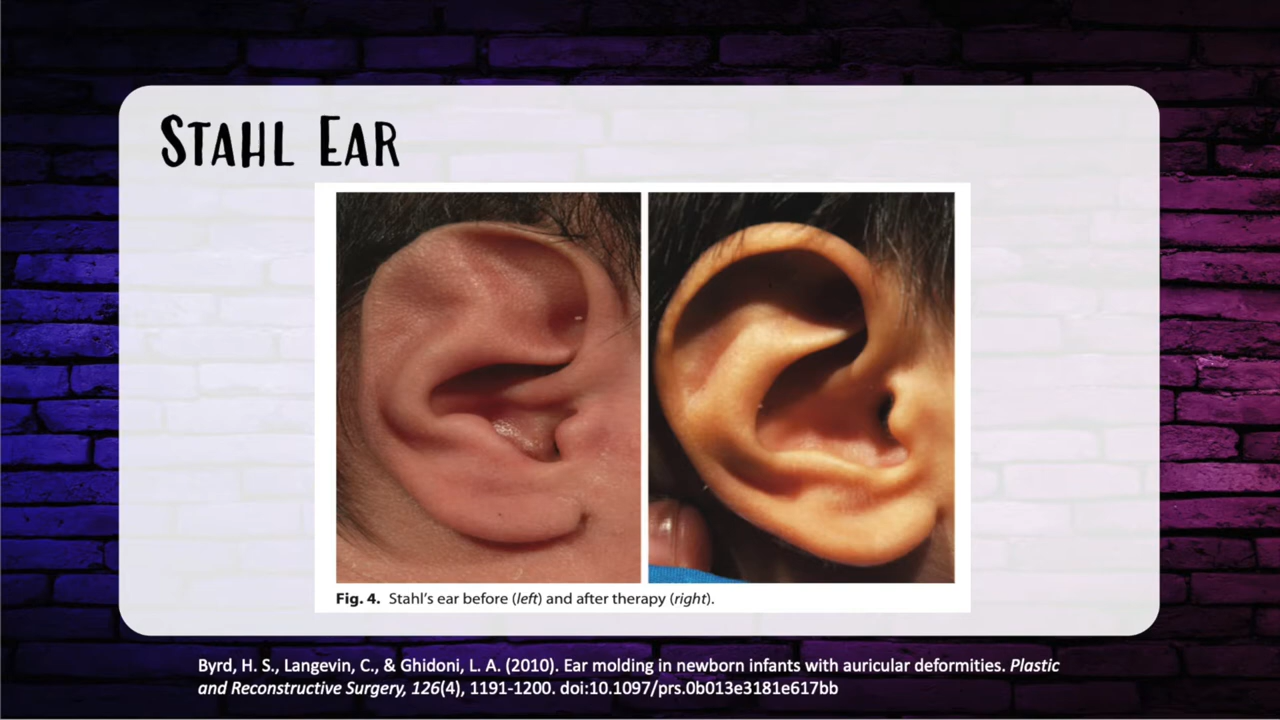 STAHL EAR
Fig. 4. Stahl's ear before (left) and after therapy (right).
Byrd, H. S., Langevin, C., & Ghidoni, L. A. (2010). Ear molding in newborn infants with auricular deformities. Plastic
and Reconstructive Surgery, 126(4), 1191-1200. doi:10.1097/prs.0b013e3181e617bb